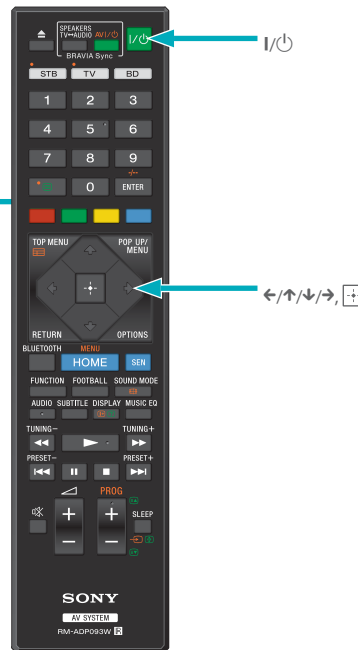 SPEAKERS
TV↔AUDIO AV I/⏻
I/⏻
BRAVIA Sync
I/⏻
STB TV BD
1 2 3
4 5 6
7 8 9
-/--
0 ENTER
TOP MENU POP UP/
MENU
←/↑/↓/→,
RETURN OPTIONS
BLUETOOTH MENU
HOME SEN
FUNCTION FOOTBALL SOUND MODE
AUDIO SUBTITLE DISPLAY MUSIC EQ
TUNING– TUNING+
PRESET– PRESET+
PROG
+ + SLEEP
– –
SONY
AV SYSTEM
RM-ADP093W R